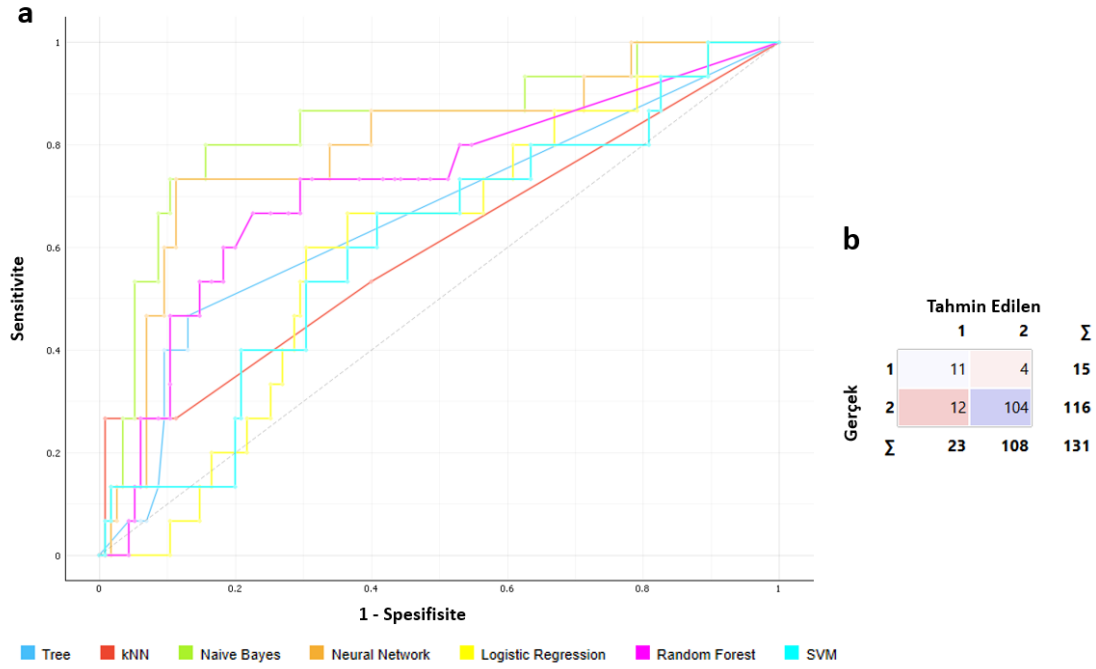 a
1
0.8
0.6
0.4
0.2
0
Sensitivite
0 0.2 0.4 0.6 0.8 1
1 - Spesifisite
Tree kNN Naive Bayes Neural Network Logistic Regression Random Forest SVM
b
Tahmin Edilen
1 2 ∑
1 11 4 15
2 12 104 116
∑ 23 108 131
Gerçek